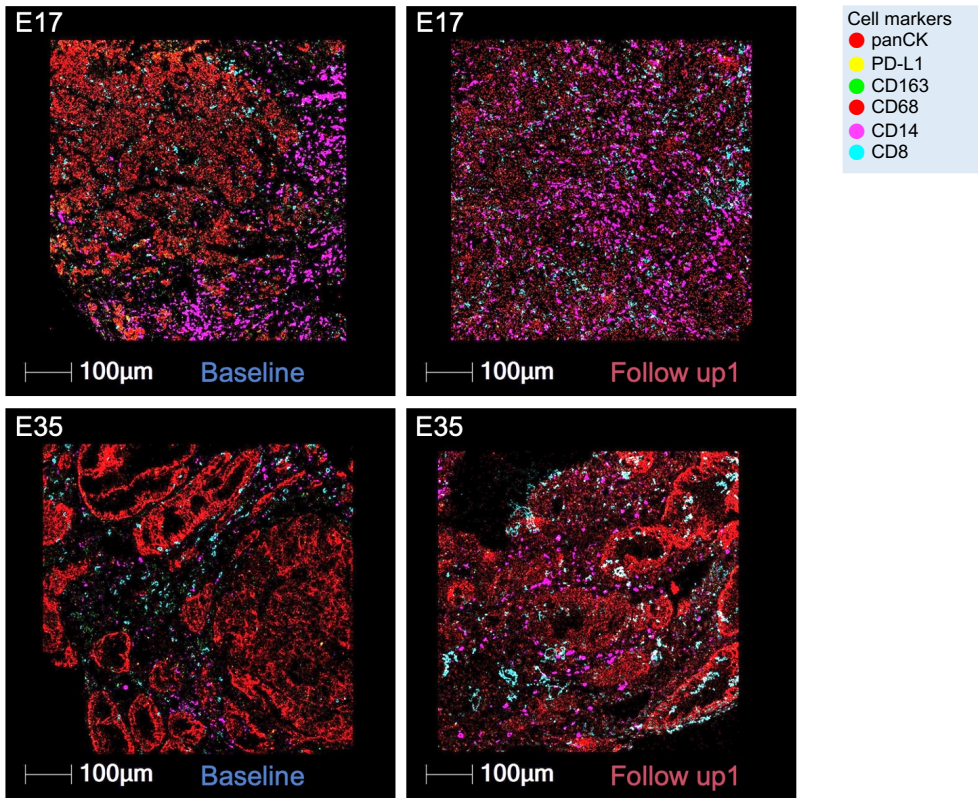 E17
E17
Cell markers
panCK
PD-L1
CD163
CD68
CD14
CD8
100µm
Baseline
100µm
Follow up1
E35
E35
100µm
Baseline
100µm
Follow up1